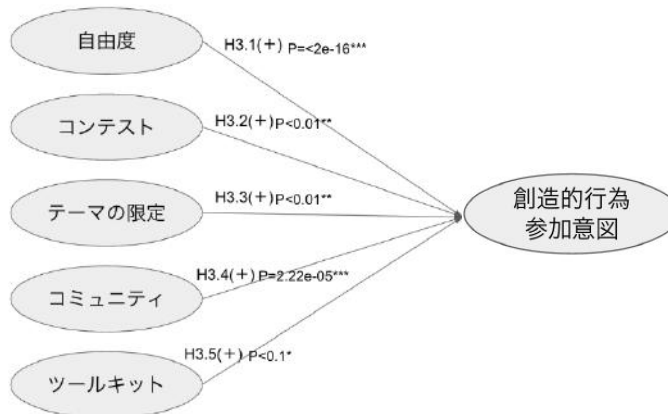 自由度
H3.1(+) P=<2e-16***
コンテスト
H3.2(+) P<0.01**
テーマの限定
H3.3(+) P<0.01**
創造的行為
参加意図
コミュニティ
H3.4(+) P=2.22e-05***
ツールキット
H3.5(+) P<0.1*